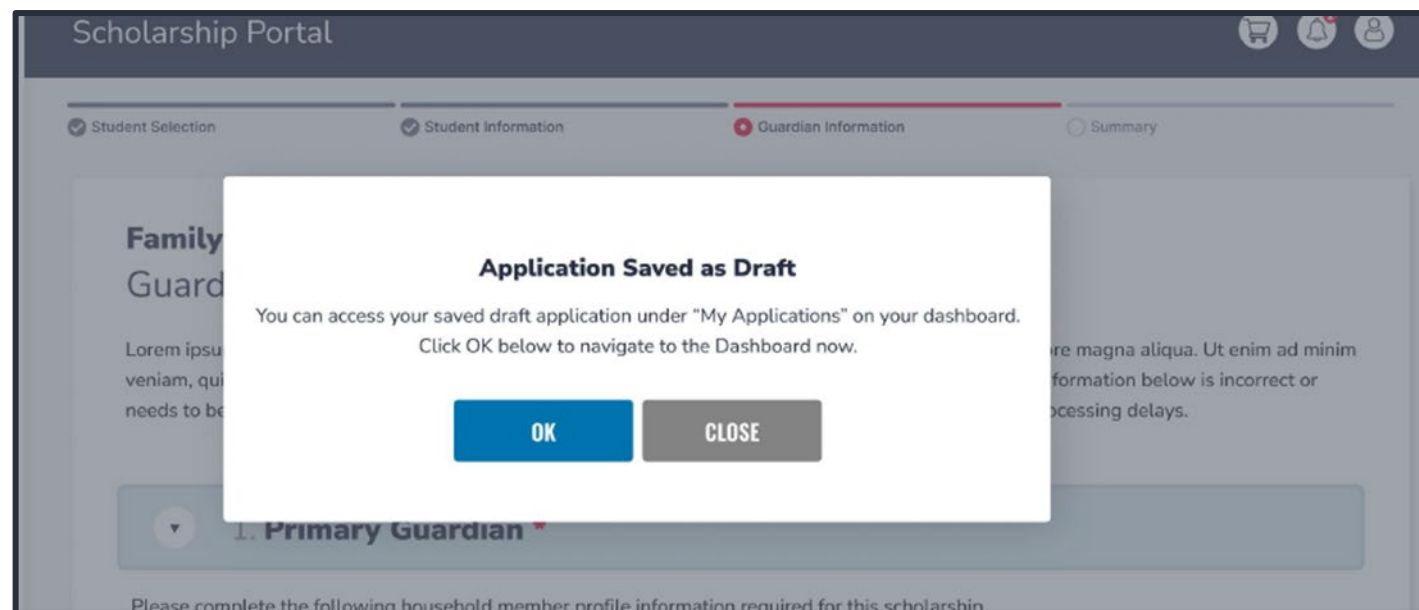 Scholarship Portal
Student Selection
Student Information
Guardian Information
Summary
Family
Guard
Application Saved as Draft
You can access your saved draft application under “My Applications” on your dashboard.
Click OK below to navigate to the Dashboard now.
Lorem ipsu
re magna aliqua. Ut enim ad minim
veniam, qui
formation below is incorrect or
needs to be
ocessing delays.
OK
CLOSE
1. Primary Guardian *
Please complete the following household member profile information required for this scholarship